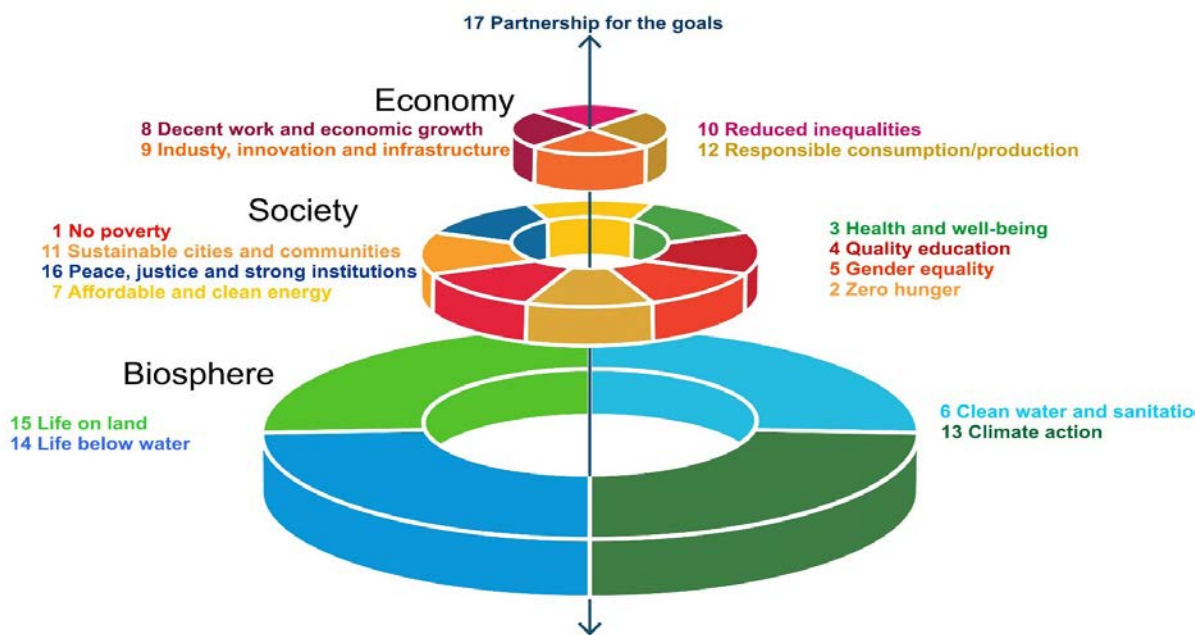 17 Partnership for the goals
Economy
8 Decent work and economic growth
9 Industy, innovation and infrastructure
10 Reduced inequalities
12 Responsible consumption/production
Society
1 No poverty
11 Sustainable cities and communities
16 Peace, justice and strong institutions
7 Affordable and clean energy
3 Health and well-being
4 Quality education
5 Gender equality
2 Zero hunger
Biosphere
15 Life on land
14 Life below water
6 Clean water and sanitatio
13 Climate action